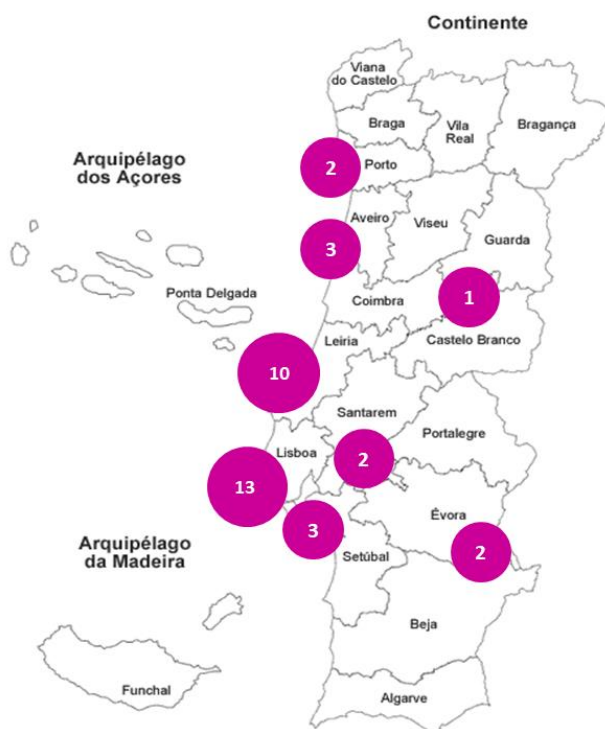 Continente
Viana
do Castelo
Braga
Vila
Real
Bragança
Arquipélago
dos Açores
2
Porto
Aveiro
Viseu
Guarda
3
Ponta Delgada
Coimbra
1
Leiria
Castelo Branco
10
Santarem
Portalegre
Lisboa
2
13
3
Évora
Arquipélago
da Madeira
Setúbal
2
Beja
Funchal
Algarve